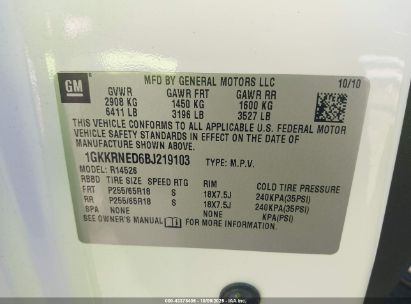 GM
MFD BY GENERAL MOTORS LLC 10/10
GVWR GAWR FRT GAWR RR
2908 KG 1450 KG 1600 KG
6411 LB 3196 LB 3527 LB
THIS VEHICLE CONFORMS TO ALL APPLICABLE U.S. FEDERAL MOTOR
VEHICLE SAFETY STANDARDS IN EFFECT ON THE DATE OF
MANUFACTURE SHOWN ABOVE.
1GKKRNED6BJ219103 TYPE: M.P.V.
MODEL: R14526
RBBD TIRE SIZE SPEED RTG RIM COLD TIRE PRESSURE
FRT P255/65R18 S 18X7.5J 240KPA(35PSI)
RR P255/65R18 S 18X7.5J 240KPA(35PSI)
SPA NONE NONE KPA(PSI)
SEE OWNER'S MANUAL FOR MORE INFORMATION.